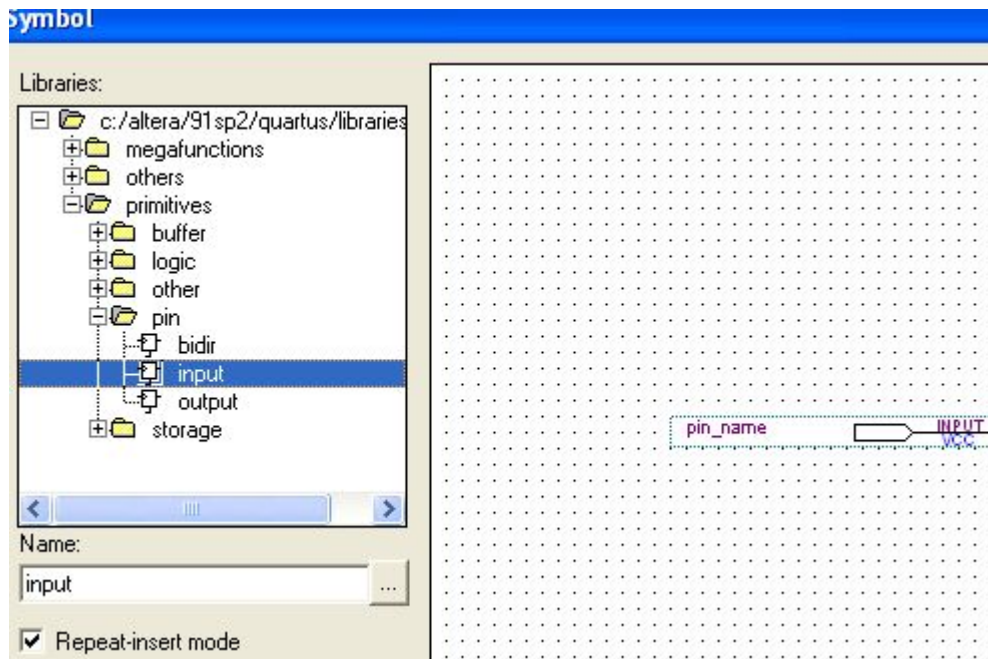 Symbol
Libraries:
c:/altera/91sp2/quartus/libraries
megafunctions
others
primitives
buffer
logic
other
pin
bidir
input
output
storage
Name:
input
...
Repeat-insert mode
pin_name
INPUT
VCC